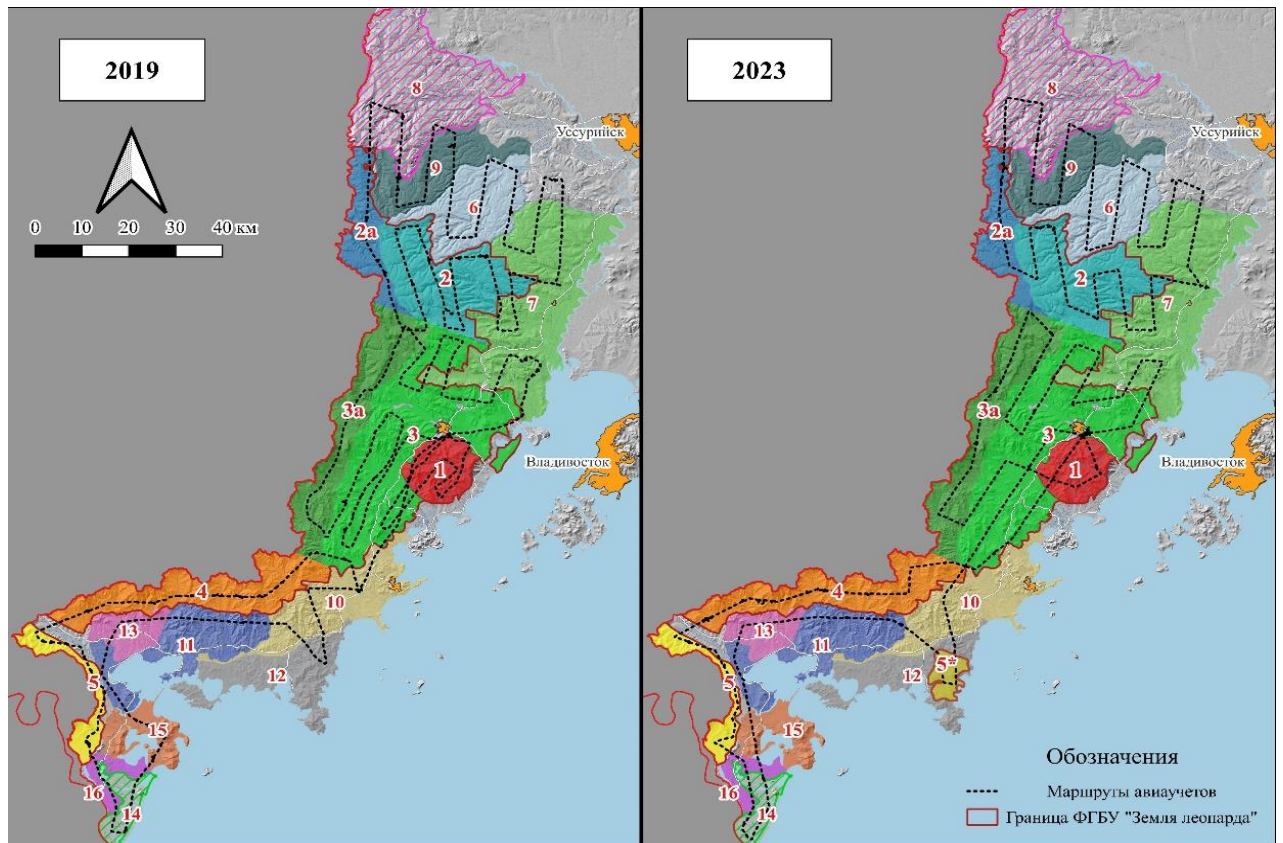 2019
0 10 20 30 40 км
8
Уссурийск
9
6
2а
2
7
3а
3
1
Владивосток
4
10
13
11
12
5
15
16
14
2023
8
Уссурийск
9
6
2а
2
7
3а
3
1
Владивосток
4
10
13
11
12
5*
5
15
16
14
Обозначения
Маршруты авиаучетов
Граница ФГБУ "Земля леопарда"